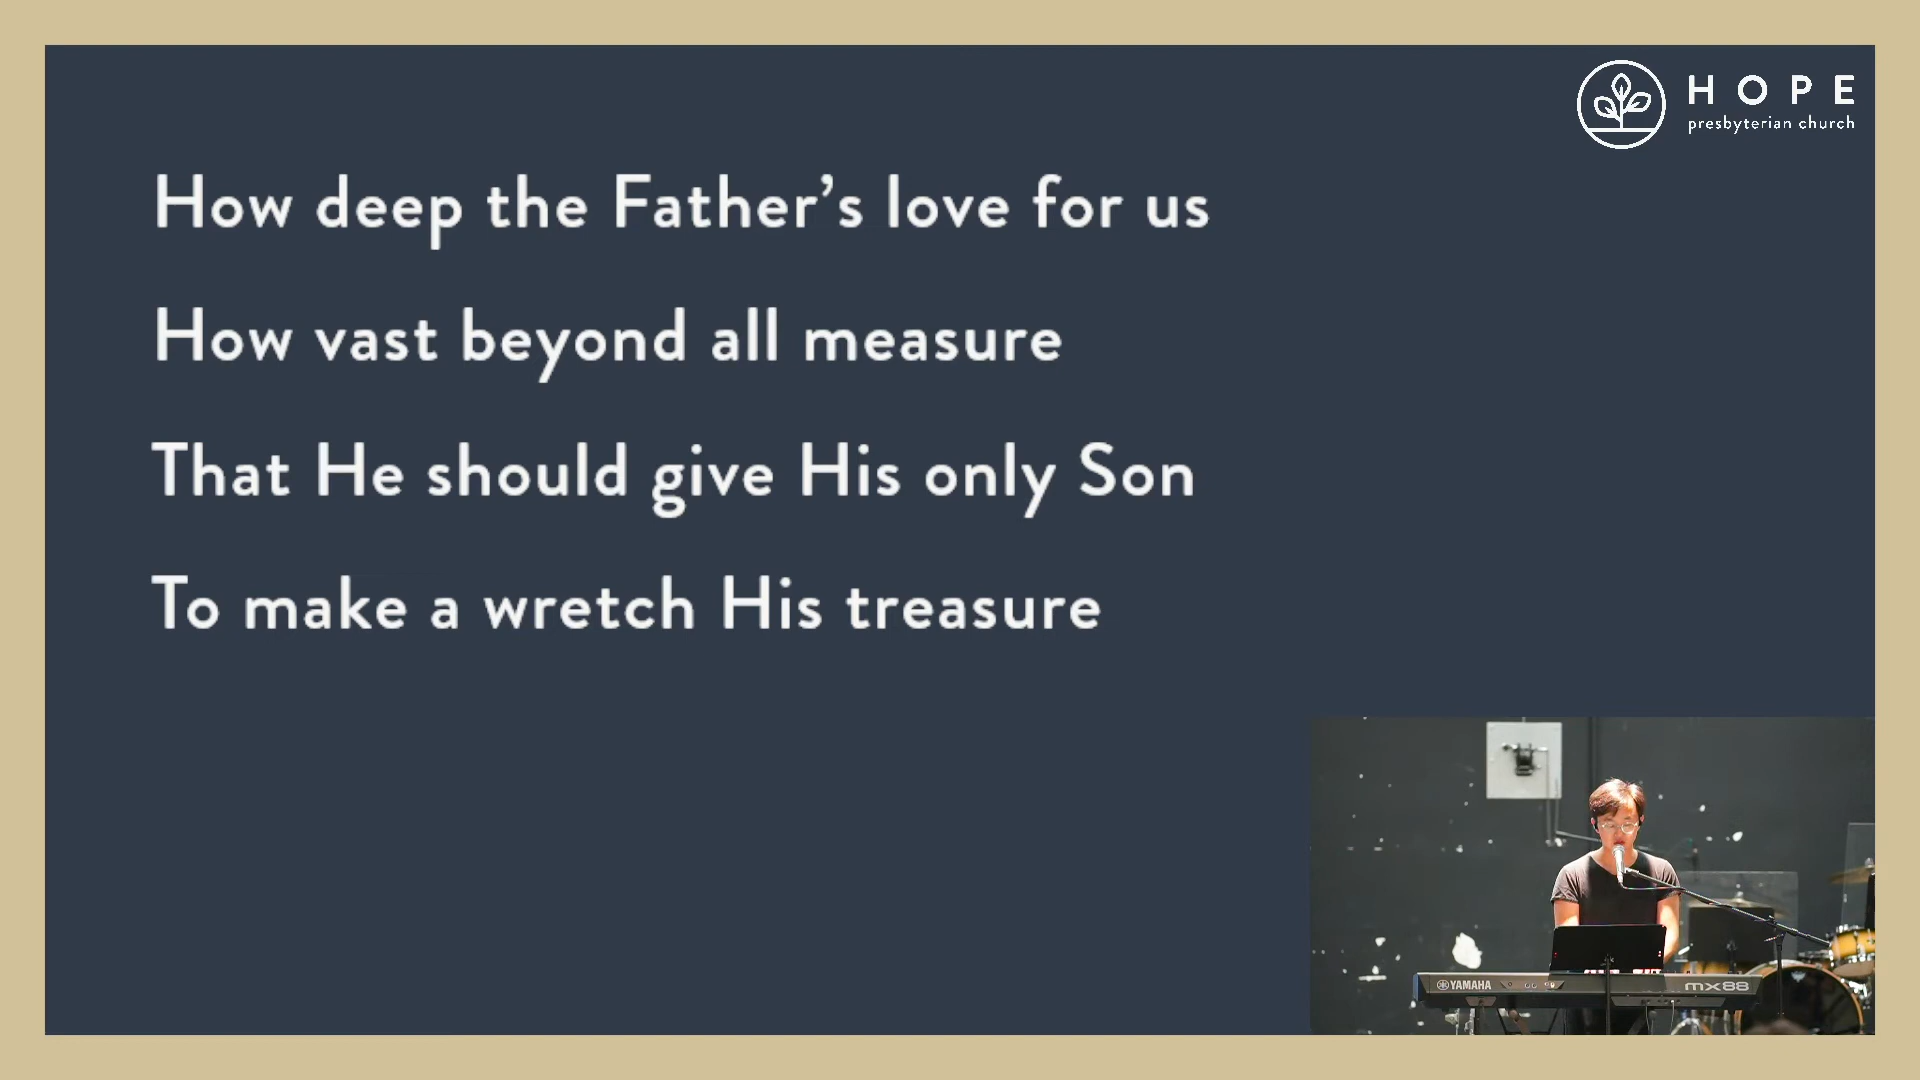 HOPE
presbyterian church
How deep the Father’s love for us
How vast beyond all measure
That He should give His only Son
To make a wretch His treasure
YAMAHA
MX88